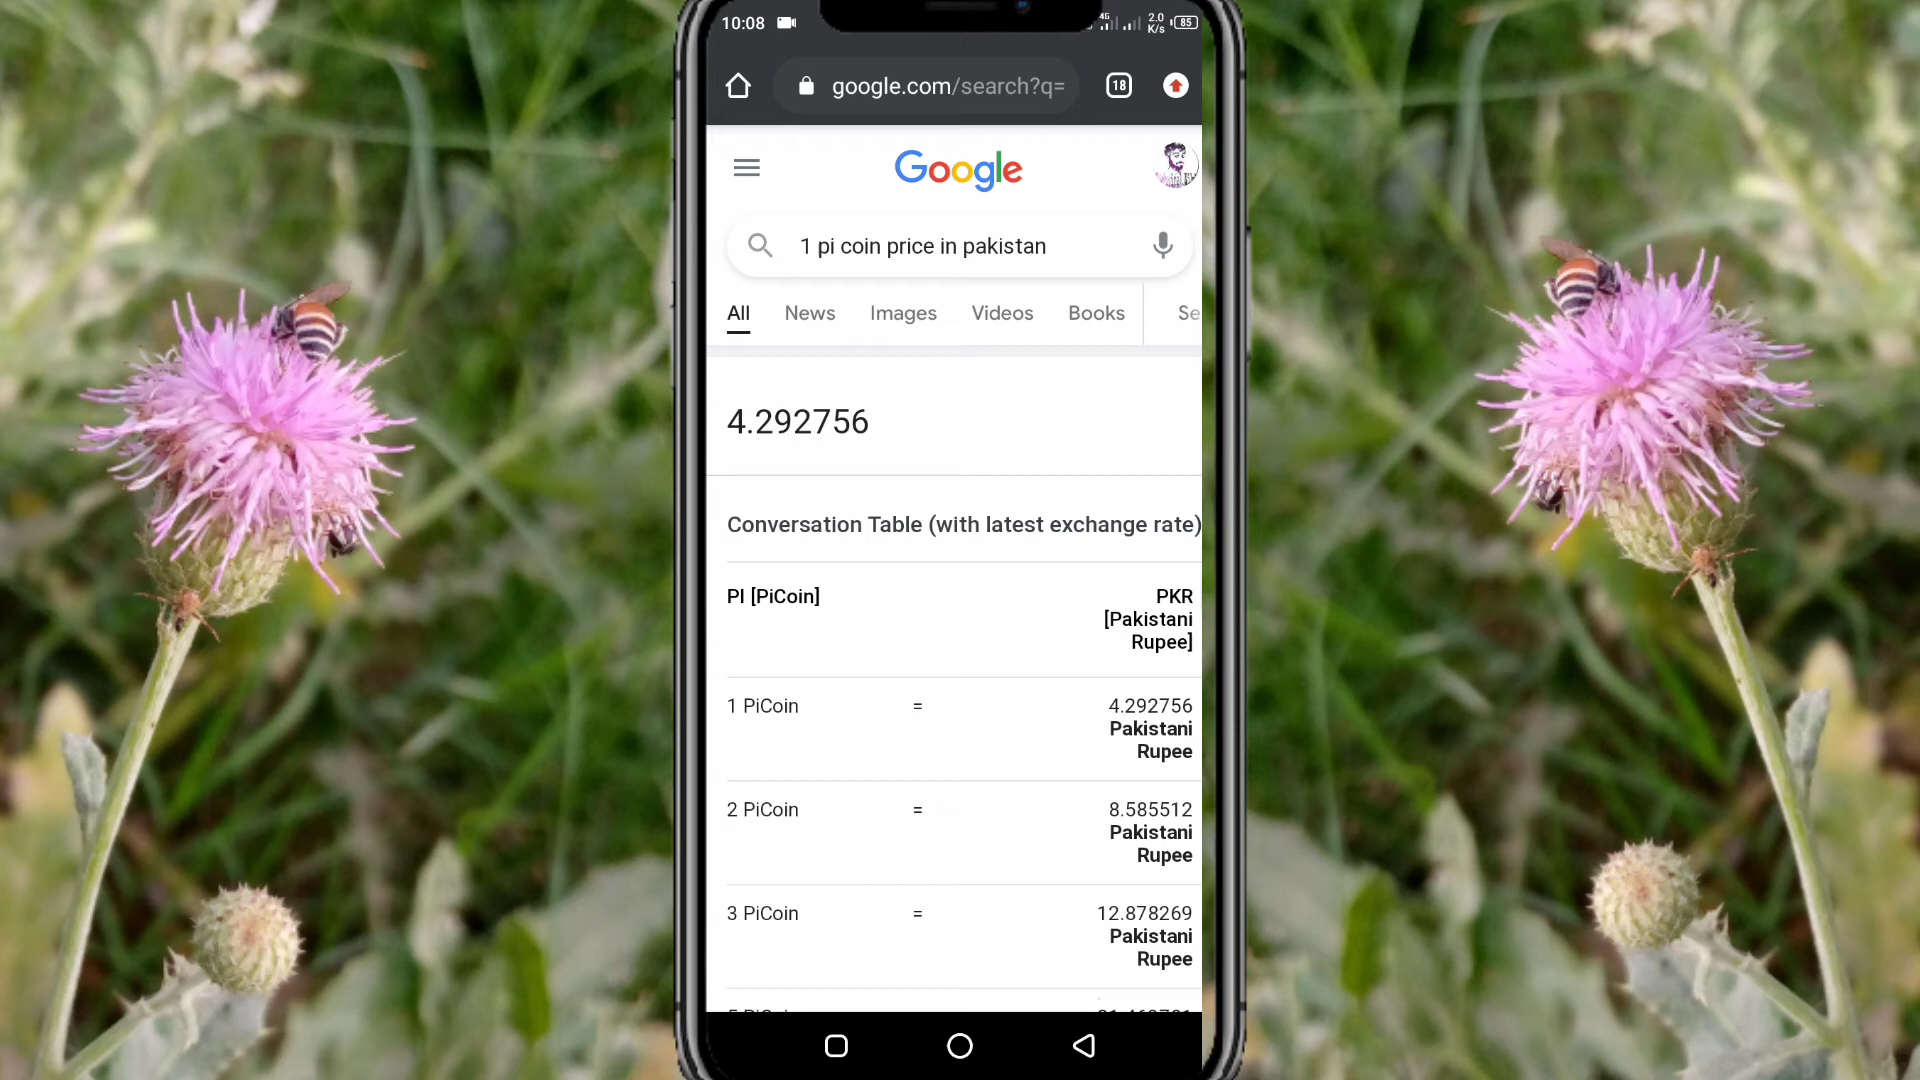 10:08
4G
2.0
K/s
85
google.com/search?q=
18
Google
1 pi coin price in pakistan
All News Images Videos Books Se
4.292756
Conversation Table (with latest exchange rate)
PI [PiCoin] PKR
[Pakistani
Rupee]
1 PiCoin = 4.292756
Pakistani
Rupee
2 PiCoin = 8.585512
Pakistani
Rupee
3 PiCoin = 12.878269
Pakistani
Rupee